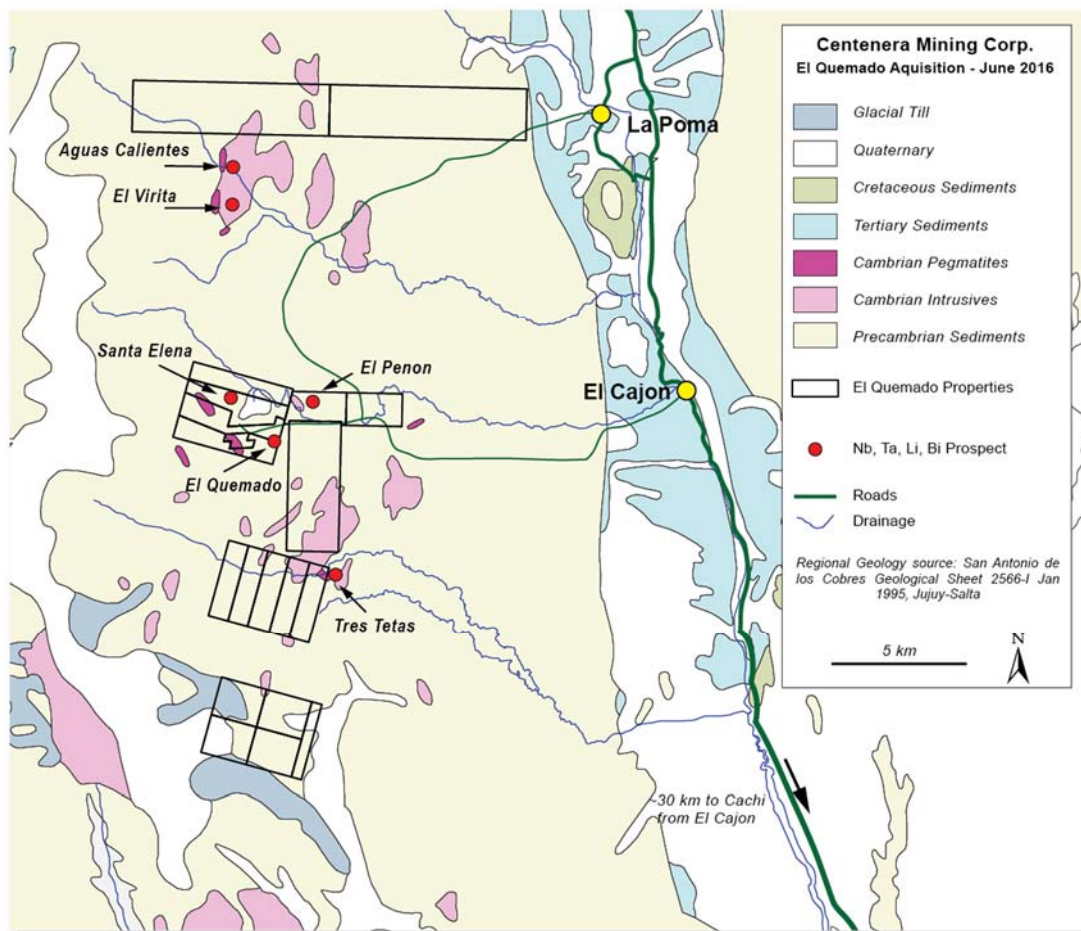 Centenera Mining Corp.
El Quemado Aquisition - June 2016
Glacial Till
Quaternary
Cretaceous Sediments
Tertiary Sediments
Cambrian Pegmatites
Cambrian Intrusives
Precambrian Sediments
El Quemado Properties
Nb, Ta, Li, Bi Prospect
Roads
Drainage
Regional Geology source: San Antonio de
los Cobres Geological Sheet 2566-I Jan
1995, Jujuy-Salta
5 km
N
La Poma
Aguas Calientes
El Virita
Santa Elena
El Penon
El Cajon
El Quemado
Tres Tetas
~30 km to Cachi
from El Cajon